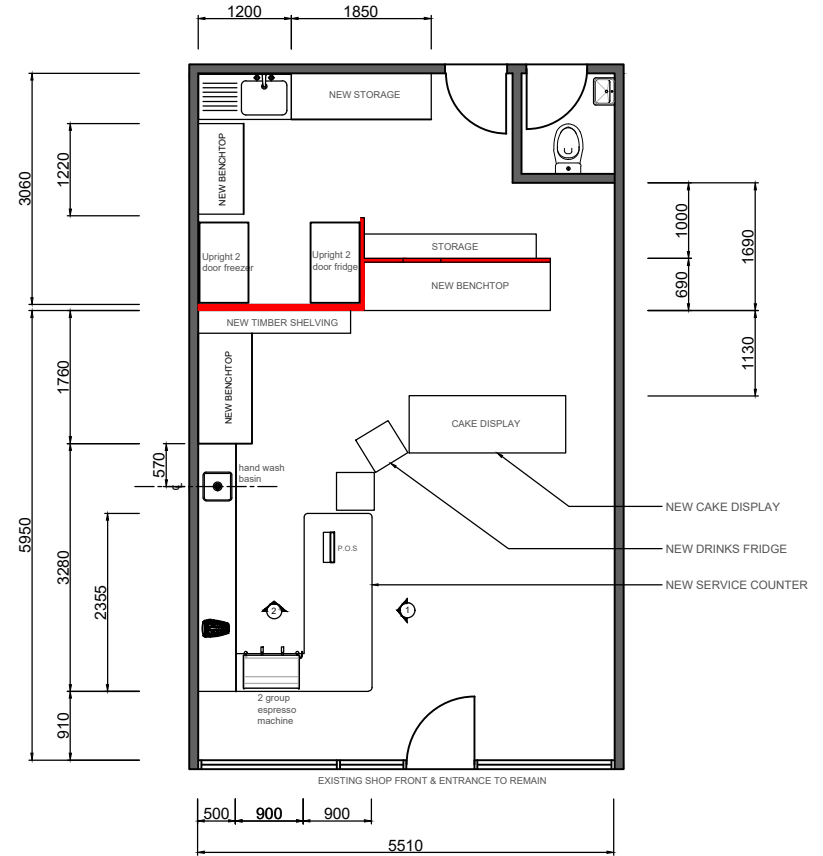 1200
1850
NEW STORAGE
NEW BENCHTOP
3060
1220
Upright 2
door freezer
Upright 2
door fridge
STORAGE
NEW BENCHTOP
1000
690
1690
1130
NEW TIMBER SHELVING
NEW BENCHTOP
1760
CAKE DISPLAY
570
hand wash
basin
NEW CAKE DISPLAY
P.O.S
NEW DRINKS FRIDGE
5950
3280
2355
NEW SERVICE COUNTER
2
1
2 group
espresso
machine
910
EXISTING SHOP FRONT & ENTRANCE TO REMAIN
500
900
900
5510